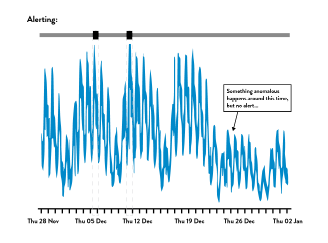 Alerting:
Something anomalous
happens around this time,
but no alert...
Thu 28 Nov Thu 05 Dec Thu 12 Dec Thu 19 Dec Thu 26 Dec Thu 02 Jan